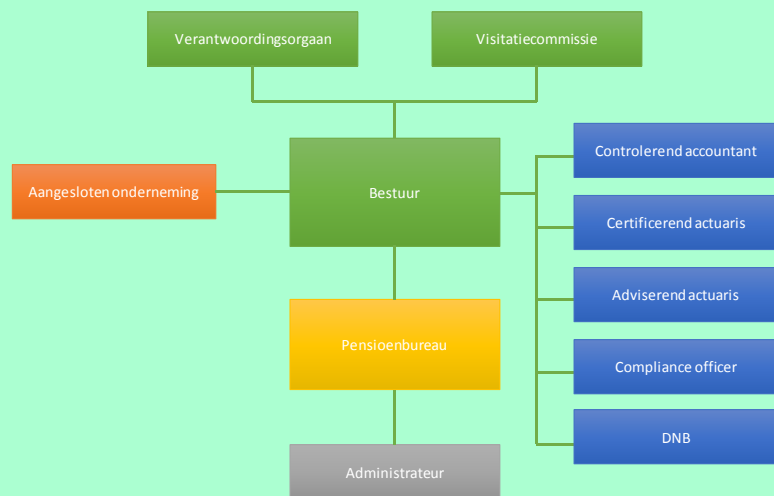 Verantwoordingsorgaan
Visitatiecommissie
Controlerend accountant
Aangesloten onderneming
Bestuur
Certificerend actuaris
Adviserend actuaris
Pensioenbureau
Compliance officer
DNB
Administrateur